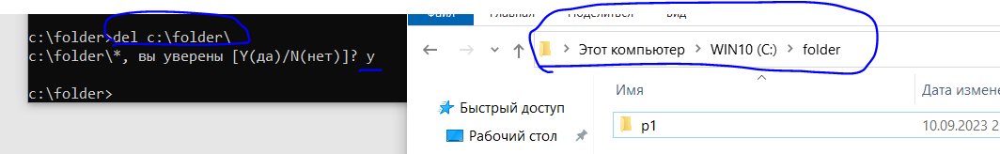 c:\folder>del c:\folder\
c:\folder\*, вы уверены [Y(да)/N(нет)]? y
c:\folder>
Файл Главная Поделиться Вид
Этот компьютер > WIN10 (C:) > folder
Имя Дата измене
Быстрый доступ
p1 10.09.2023 2
Рабочий стол